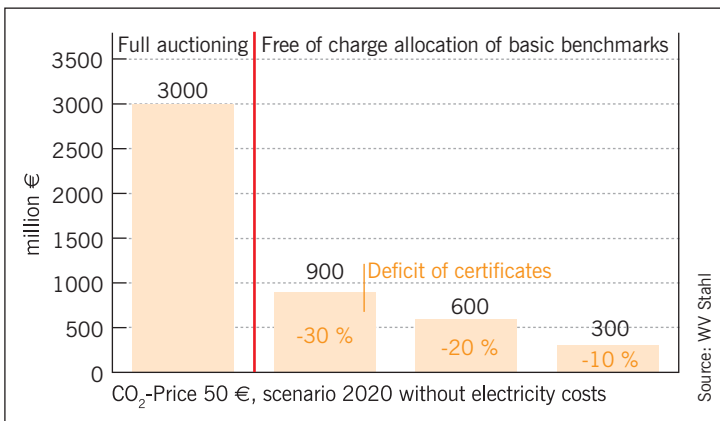 Full auctioning
Free of charge allocation of basic benchmarks
million €
3500
3000
2500
2000
1500
1000
500
0
3000
900
Deficit of certificates
600
300
-30 %
-20 %
-10 %
CO₂-Price 50 €, scenario 2020 without electricity costs
Source: WV Stahl